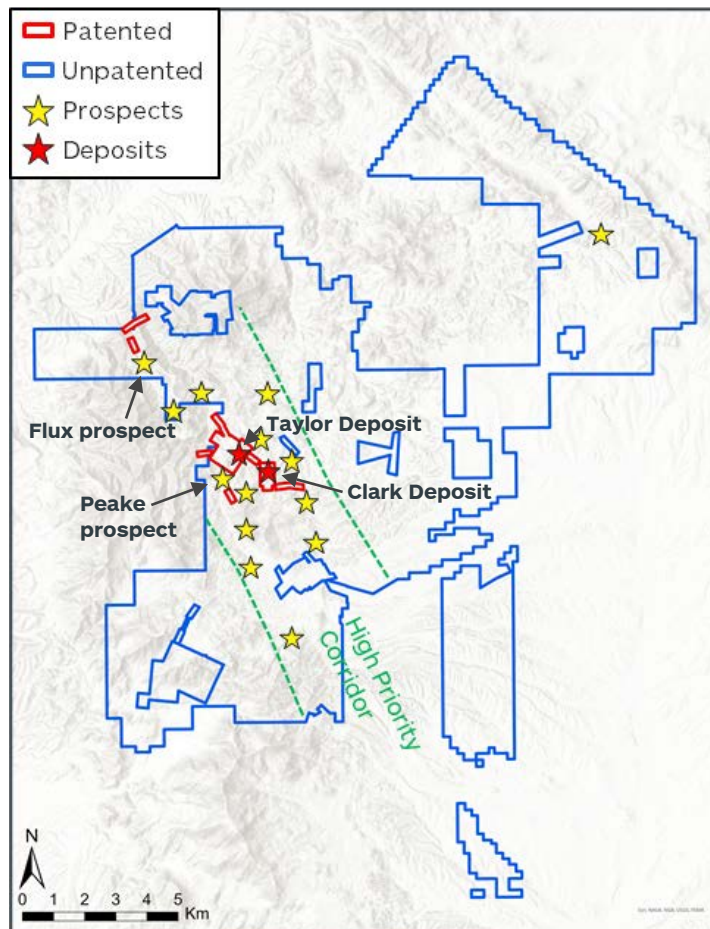 Patented
Unpatented
Prospects
Deposits
Flux prospect
Taylor Deposit
Clark Deposit
Peake
prospect
High Priority
Corridor
N
0 1 2 3 4 5
Km